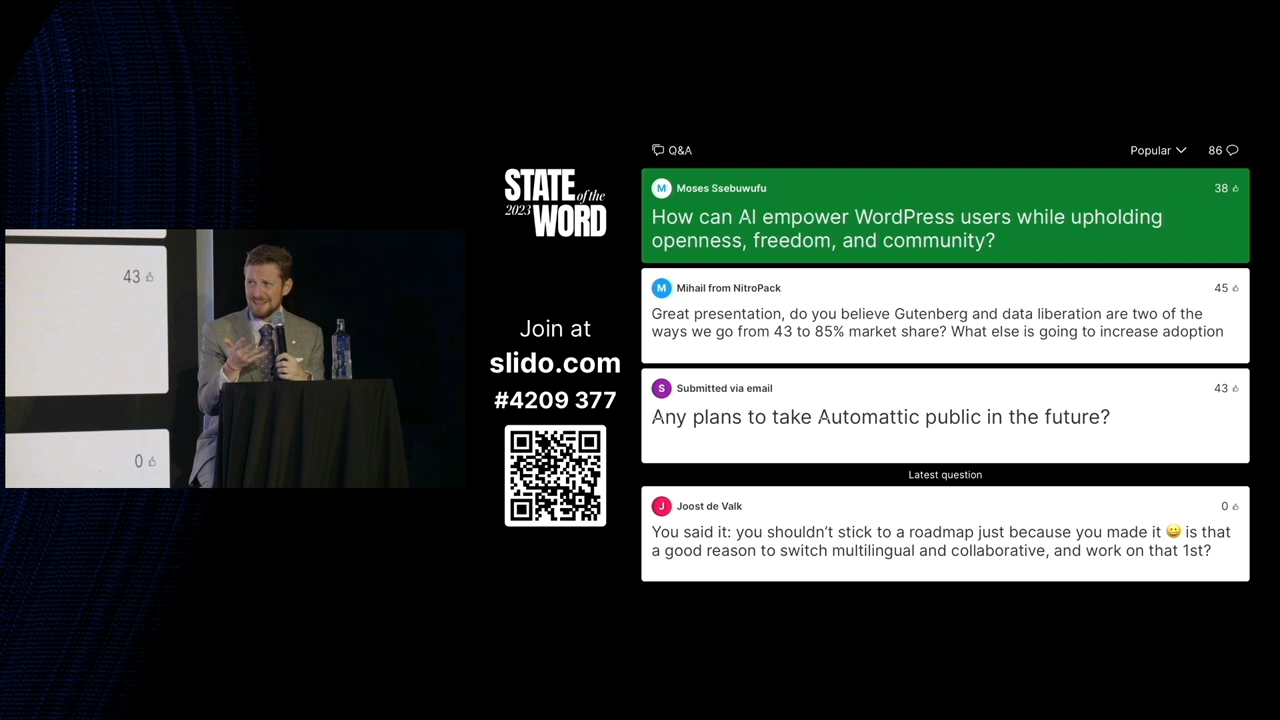 43
0
STATE of the
2023 WORD
Join at
slido.com
#4209 377
Q&A
Popular
86
M Moses Ssebuwufu
38
How can AI empower WordPress users while upholding
openness, freedom, and community?
M Mihail from NitroPack
45
Great presentation, do you believe Gutenberg and data liberation are two of the
ways we go from 43 to 85% market share? What else is going to increase adoption
S Submitted via email
43
Any plans to take Automattic public in the future?
Latest question
J Joost de Valk
0
You said it: you shouldn’t stick to a roadmap just because you made it 😀 is that
a good reason to switch multilingual and collaborative, and work on that 1st?